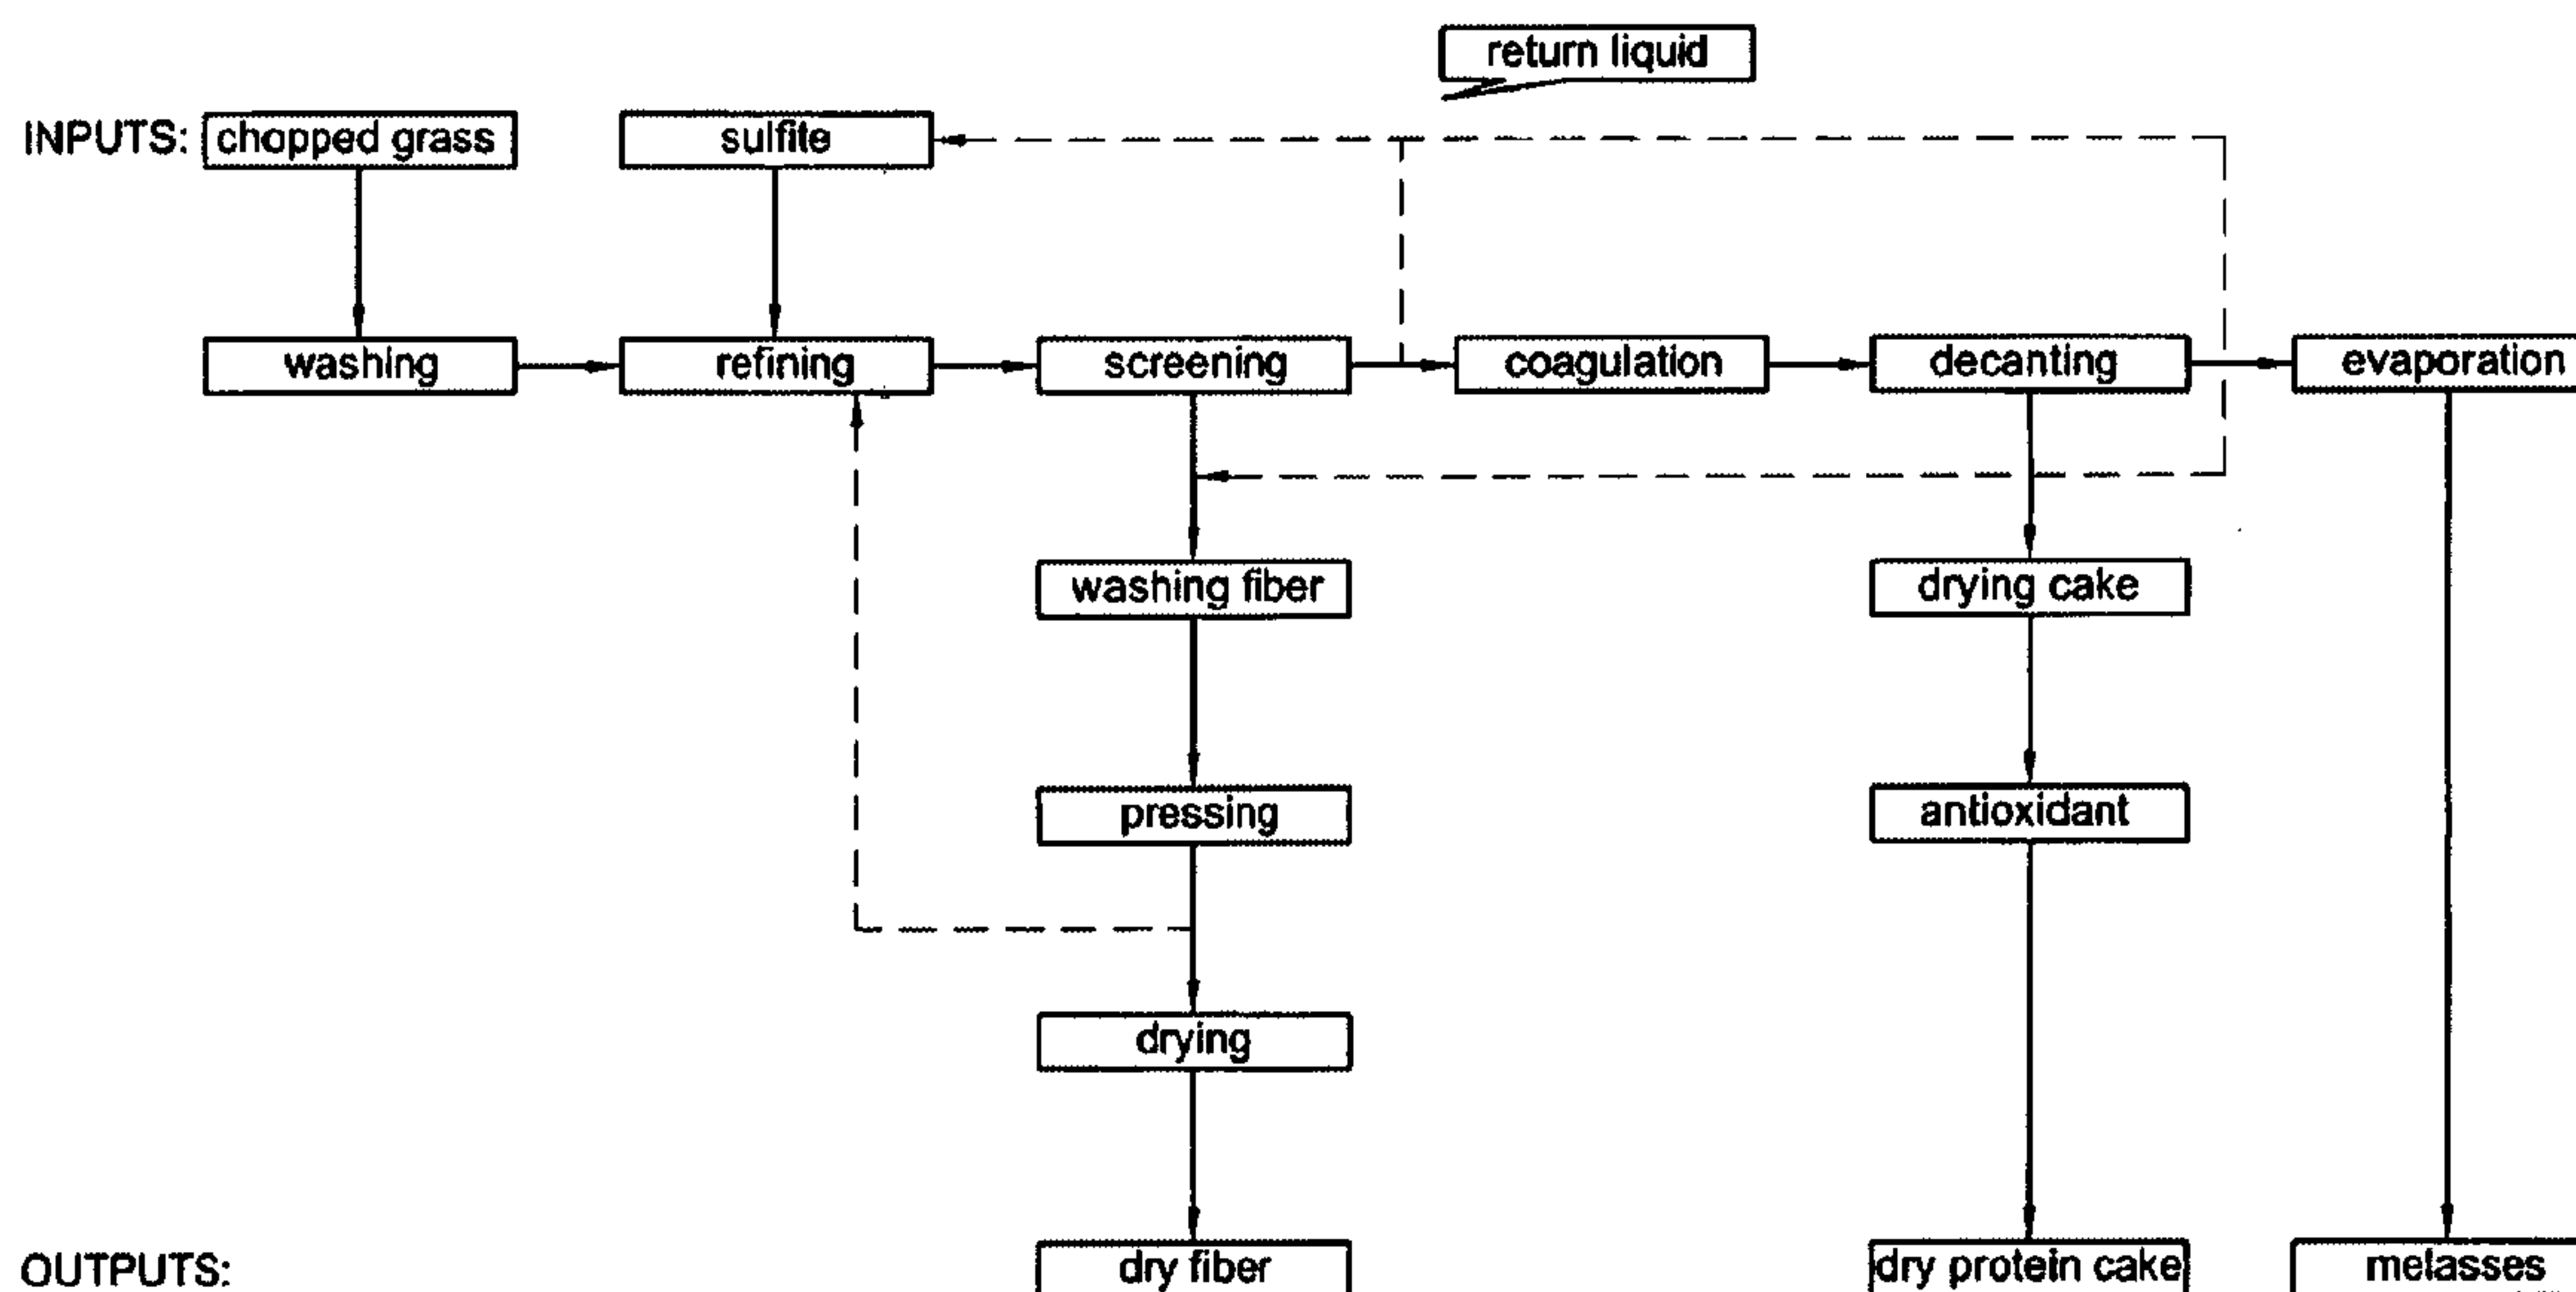 return liquid
INPUTS: chopped grass sulfite
washing refining screening coagulation decanting evaporation
washing fiber drying cake
pressing antioxidant
drying
OUTPUTS: dry fiber dry protein cake melasses